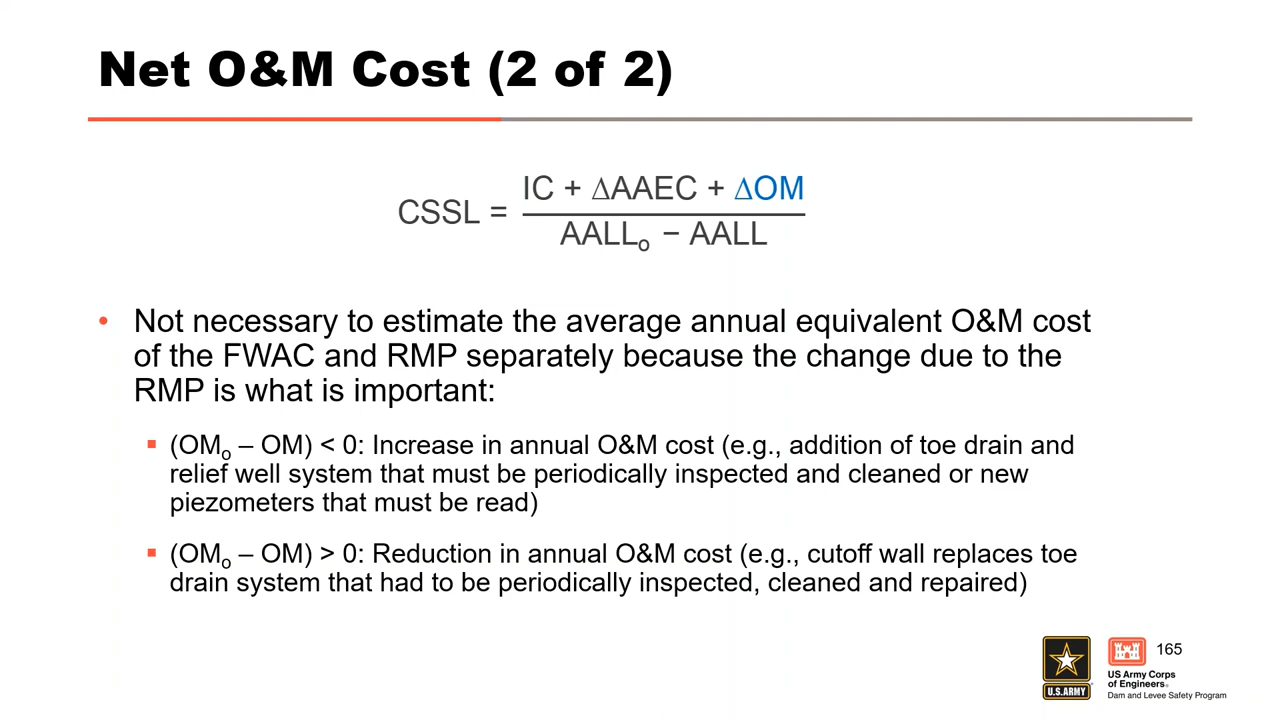 Net O&M Cost (2 of 2)
CSSL = IC + ΔAAEC + ΔOM
AALLo − AALL
• Not necessary to estimate the average annual equivalent O&M cost
of the FWAC and RMP separately because the change due to the
RMP is what is important:
▪ (OMo – OM) < 0: Increase in annual O&M cost (e.g., addition of toe drain and
relief well system that must be periodically inspected and cleaned or new
piezometers that must be read)
▪ (OMo – OM) > 0: Reduction in annual O&M cost (e.g., cutoff wall replaces toe
drain system that had to be periodically inspected, cleaned and repaired)
165
U.S.ARMY
US Army Corps
of Engineers®
Dam and Levee Safety Program